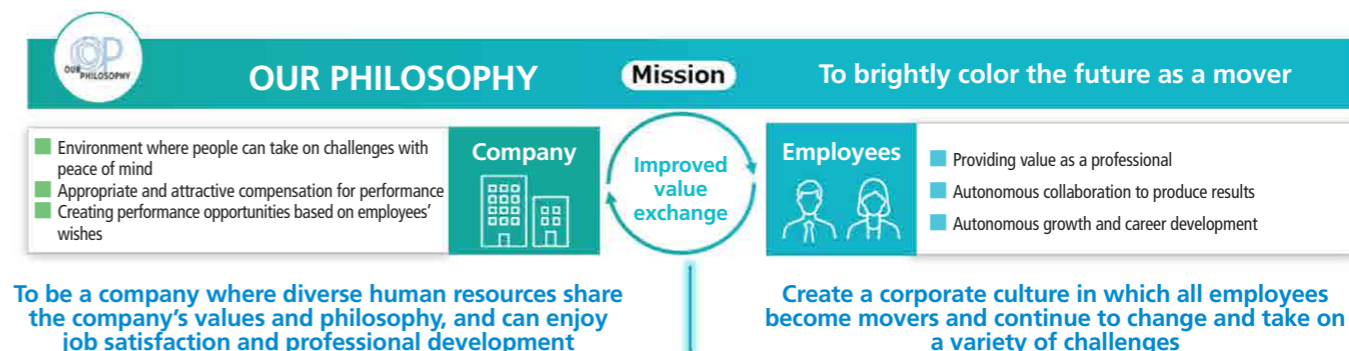 OP
OUR PHILOSOPHY
OUR PHILOSOPHY
Mission
To brightly color the future as a mover
Environment where people can take on challenges with
peace of mind
Appropriate and attractive compensation for performance
Creating performance opportunities based on employees’
wishes
Company
Improved
value
exchange
Employees
Providing value as a professional
Autonomous collaboration to produce results
Autonomous growth and career development
To be a company where diverse human resources share
the company’s values and philosophy, and can enjoy
job satisfaction and professional development
Create a corporate culture in which all employees
become movers and continue to change and take on
a variety of challenges